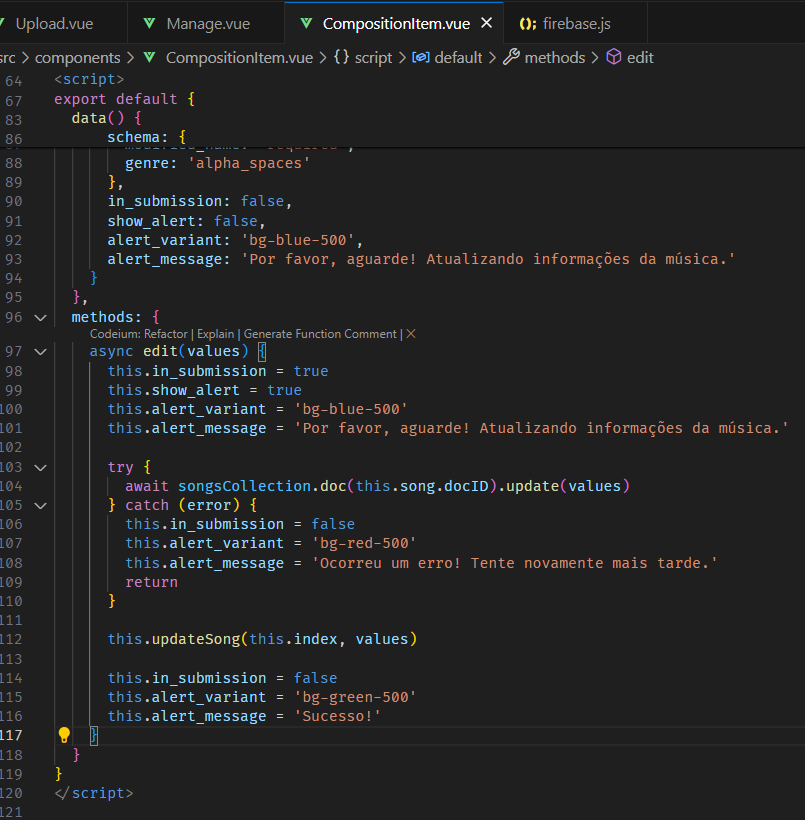 Upload.vue Manage.vue CompositionItem.vue firebase.js
src > components > CompositionItem.vue > {} script > default > methods > edit
64 <script>
67 export default {
83 data() {
86 schema: {
88 genre: 'alpha_spaces'
89 },
90 in_submission: false,
91 show_alert: false,
92 alert_variant: 'bg-blue-500',
93 alert_message: 'Por favor, aguarde! Atualizando informações da música.'
94 }
95 },
96 methods: {
Codeium: Refactor | Explain | Generate Function Comment | ×
97 async edit(values) {
98 this.in_submission = true
99 this.show_alert = true
100 this.alert_variant = 'bg-blue-500'
101 this.alert_message = 'Por favor, aguarde! Atualizando informações da música.'
102
103 try {
104 await songsCollection.doc(this.song.docID).update(values)
105 } catch (error) {
106 this.in_submission = false
107 this.alert_variant = 'bg-red-500'
108 this.alert_message = 'Ocorreu um erro! Tente novamente mais tarde.'
109 return
110 }
111
112 this.updateSong(this.index, values)
113
114 this.in_submission = false
115 this.alert_variant = 'bg-green-500'
116 this.alert_message = 'Sucesso!'
117 }
118 }
119 }
120 </script>
121